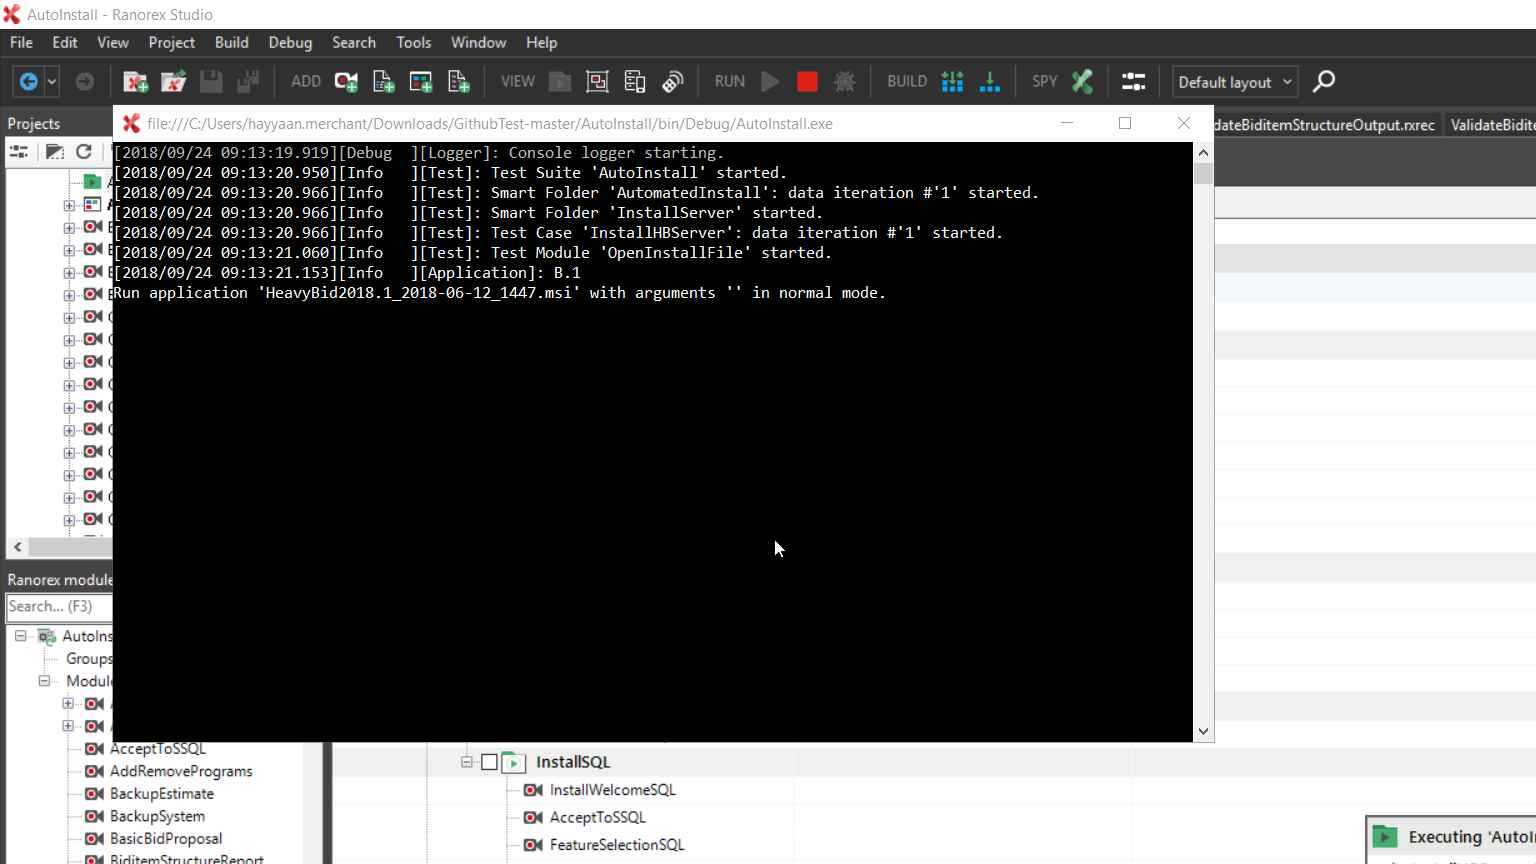 AutoInstall - Ranorex Studio
File Edit View Project Build Debug Search Tools Window Help
ADD VIEW RUN BUILD SPY Default layout
Projects
file:///C:/Users/hayyaan.merchant/Downloads/GithubTest-master/AutoInstall/bin/Debug/AutoInstall.exe
dateBiditemStructureOutput.rxrec ValidateBidite
[2018/09/24 09:13:19.919][Debug  ][Logger]: Console logger starting.
[2018/09/24 09:13:20.950][Info   ][Test]: Test Suite 'AutoInstall' started.
[2018/09/24 09:13:20.966][Info   ][Test]: Smart Folder 'AutomatedInstall': data iteration #'1' started.
[2018/09/24 09:13:20.966][Info   ][Test]: Smart Folder 'InstallServer' started.
[2018/09/24 09:13:20.966][Info   ][Test]: Test Case 'InstallHBServer': data iteration #'1' started.
[2018/09/24 09:13:21.060][Info   ][Test]: Test Module 'OpenInstallFile' started.
[2018/09/24 09:13:21.153][Info   ][Application]: B.1
Run application 'HeavyBid2018.1_2018-06-12_1447.msi' with arguments '' in normal mode.
Ranorex module
Search... (F3)
AutoIns
Groups
Module
AcceptToSSQL
AddRemovePrograms
BackupEstimate
BackupSystem
BasicBidProposal
BiditemStructureReport
InstallSQL
InstallWelcomeSQL
AcceptToSSQL
FeatureSelectionSQL
Executing 'AutoI